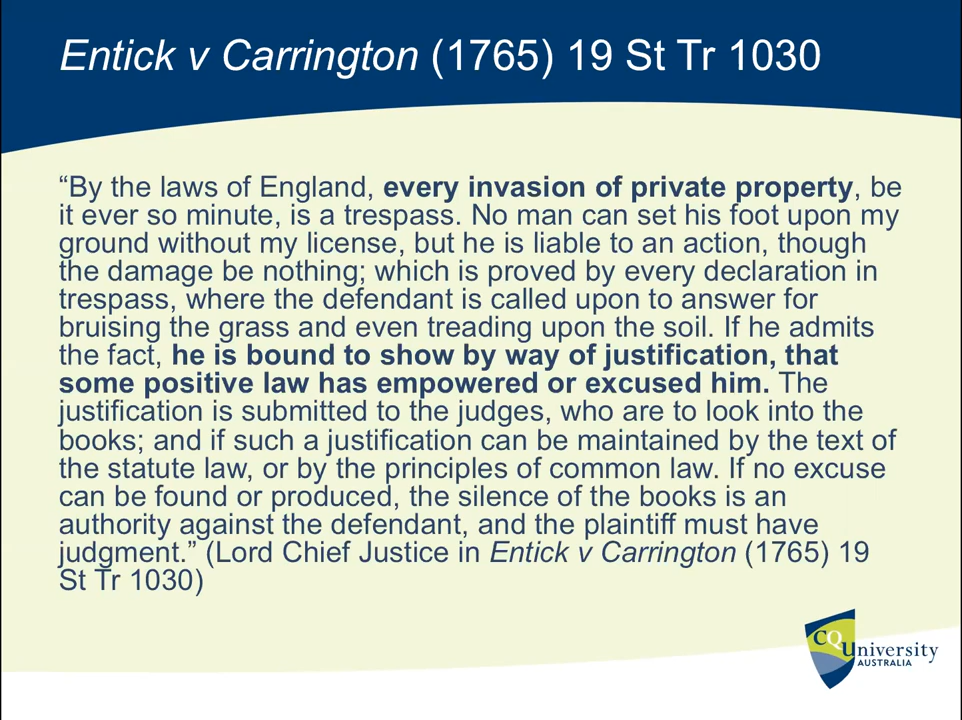 Entick v Carrington (1765) 19 St Tr 1030
“By the laws of England, every invasion of private property, be
it ever so minute, is a trespass. No man can set his foot upon my
ground without my license, but he is liable to an action, though
the damage be nothing; which is proved by every declaration in
trespass, where the defendant is called upon to answer for
bruising the grass and even treading upon the soil. If he admits
the fact, he is bound to show by way of justification, that
some positive law has empowered or excused him. The
justification is submitted to the judges, who are to look into the
books; and if such a justification can be maintained by the text of
the statute law, or by the principles of common law. If no excuse
can be found or produced, the silence of the books is an
authority against the defendant, and the plaintiff must have
judgment.” (Lord Chief Justice in Entick v Carrington (1765) 19
St Tr 1030)
CQUniversity
AUSTRALIA